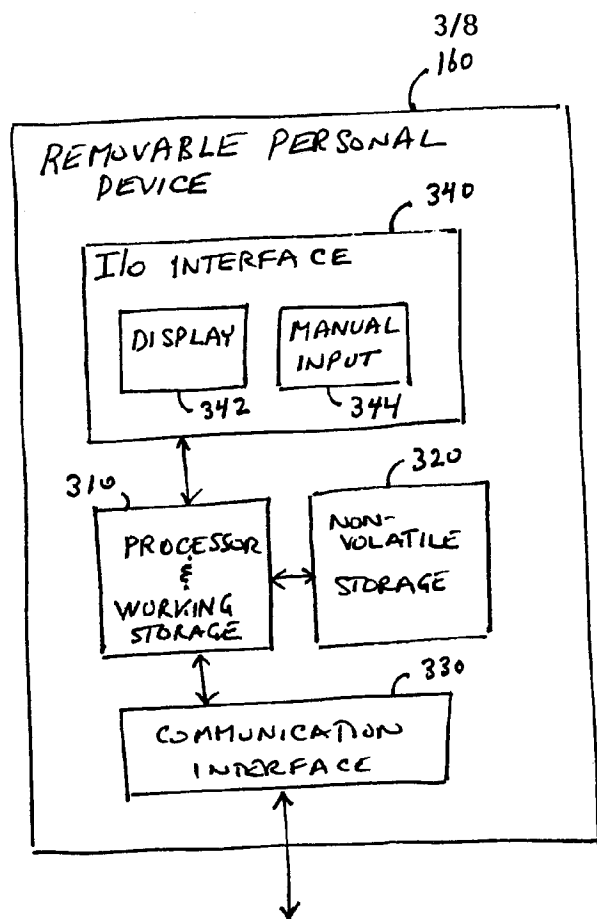 3/8
160
REMOVABLE PERSONAL
DEVICE
340
I/O INTERFACE
DISPLAY
342
MANUAL
INPUT
344
310
PROCESSOR
&
WORKING
STORAGE
320
NON-
VOLATILE
STORAGE
330
COMMUNICATION
INTERFACE